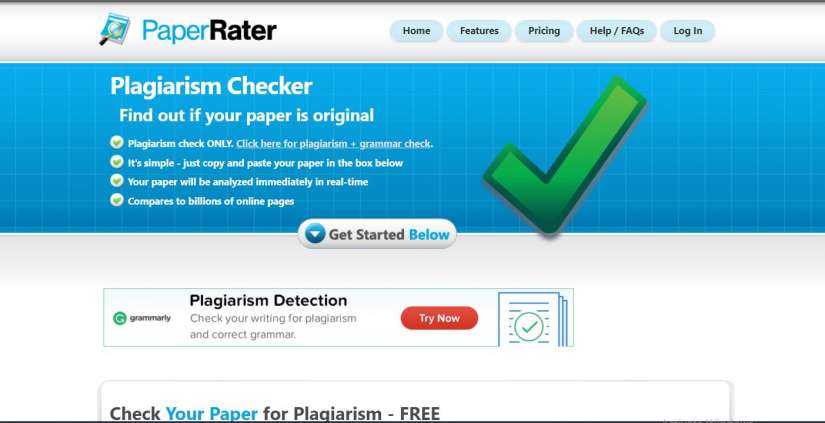 PaperRater
Home
Features
Pricing
Help / FAQs
Log In
Plagiarism Checker
Find out if your paper is original
Plagiarism check ONLY. Click here for plagiarism + grammar check.
It's simple - just copy and paste your paper in the box below
Your paper will be analyzed immediately in real-time
Compares to billions of online pages
Get Started Below
grammarly
Plagiarism Detection
Check your writing for plagiarism
and correct grammar.
Try Now
Check Your Paper for Plagiarism - FREE